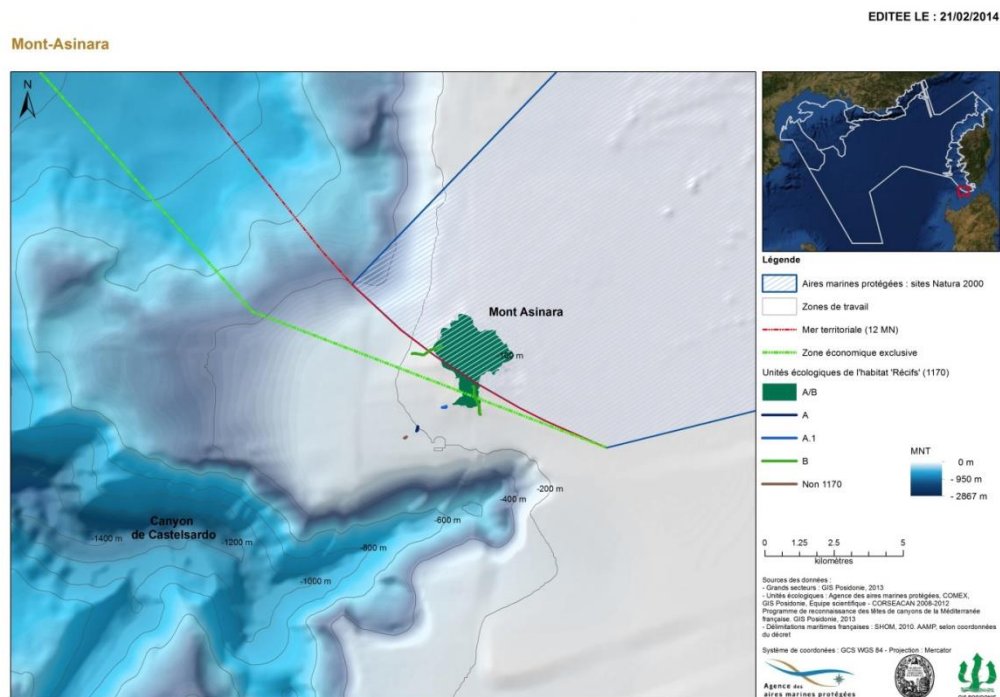 EDITEE LE : 21/02/2014
Mont-Asinara
N
Mont Asinara
-200 m
-400 m
-600 m
-800 m
-1000 m
-1200 m
-1400 m
Canyon
de Castelsardo
Légende
Aires marines protégées : sites Natura 2000
Zones de travail
Mer territoriale (12 MN)
Zone économique exclusive
Unités écologiques de l'habitat 'Récifs' (1170)
A/B
A
A.1
B
Non 1170
MNT
0 m
- 950 m
- 2867 m
0 1.25 2.5 5
kilomètres
Sources des données :
- Grands secteurs : GIS Posidonie, 2013
- Unités écologiques : Agence des aires marines protégées, COMEX,
GIS Posidonie, Equipe scientifique - CORSEACAN 2008-2012
Programme de reconnaissance des têtes de canyons de la Méditerranée
française. GIS Posidonie, 2013
- Délimitations maritimes françaises : SHOM, 2010. AAMP, selon coordonnées
du décret
Système de coordonées : GCS WGS 84 - Projection : Mercator
Agence des
aires marines protégées
GIS POSIDONIE